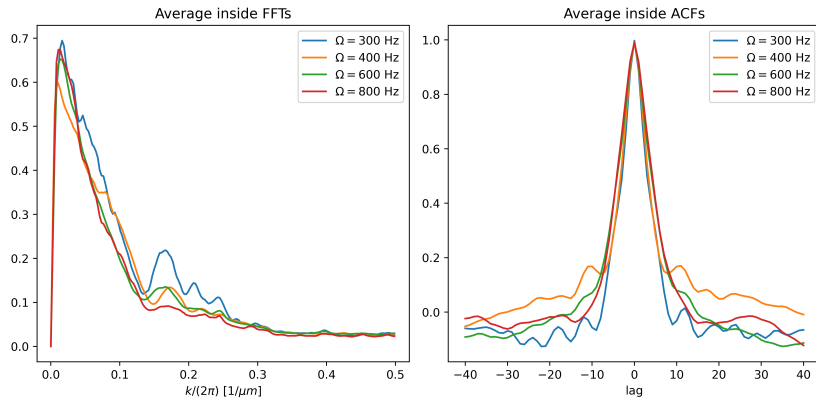 Average inside FFTs
0.7
0.6
0.5
0.4
0.3
0.2
0.1
0.0
Ω = 300 Hz
Ω = 400 Hz
Ω = 600 Hz
Ω = 800 Hz
0.0 0.1 0.2 0.3 0.4 0.5
k/(2π) [1/μm]
Average inside ACFs
1.0
0.8
0.6
0.4
0.2
0.0
Ω = 300 Hz
Ω = 400 Hz
Ω = 600 Hz
Ω = 800 Hz
−40 −30 −20 −10 0 10 20 30 40
lag